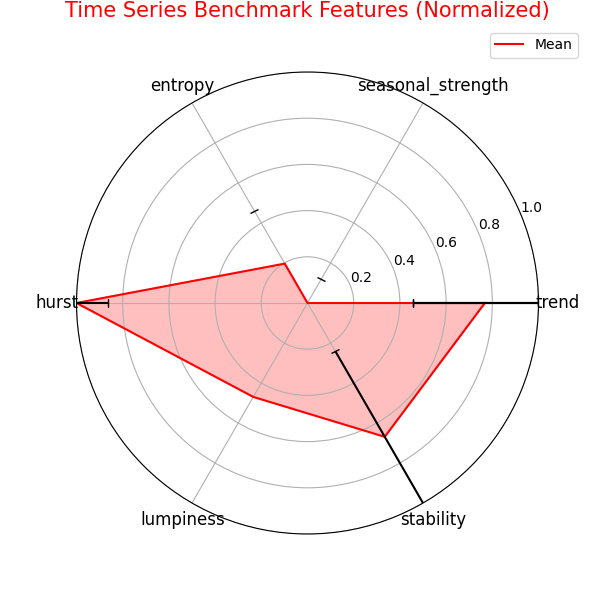 Time Series Benchmark Features (Normalized)
Mean
entropy
seasonal_strength
1.0
0.8
0.6
0.4
0.2
hurst
trend
lumpiness
stability